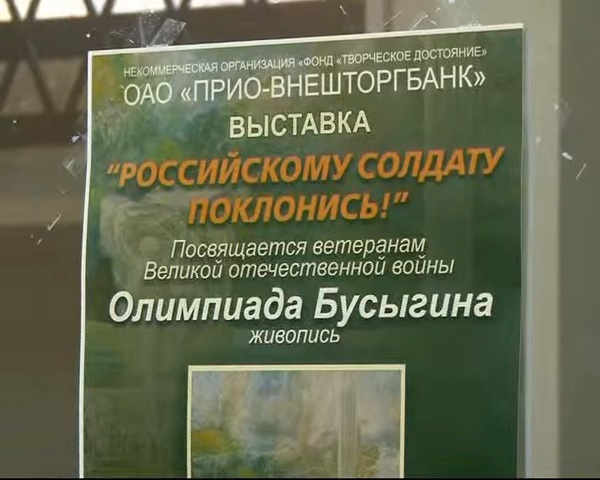 НЕКОММЕРЧЕСКАЯ ОРГАНИЗАЦИЯ «ФОНД «ТВОРЧЕСКОЕ ДОСТОЯНИЕ»
ОАО «ПРИО-ВНЕШТОРГБАНК»
ВЫСТАВКА
“РОССИЙСКОМУ СОЛДАТУ
ПОКЛОНИСЬ!”
Посвящается ветеранам
Великой отечественной войны
Олимпиада Бусыгина
живопись